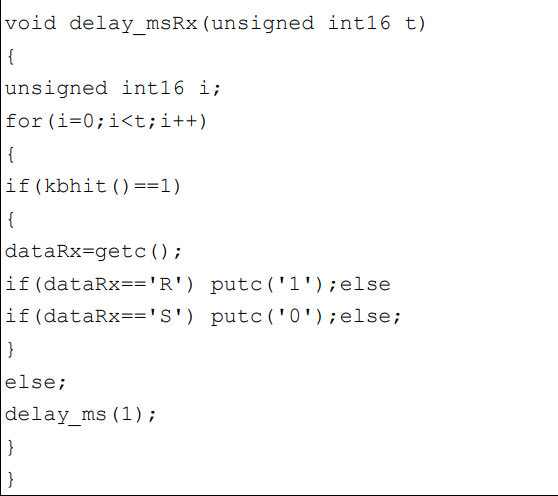 void delay_msRx(unsigned int16 t)
{
unsigned int16 i;
for(i=0;i<t;i++)
{
if(kbhit()==1)
{
dataRx=getc();
if(dataRx=='R') putc('1');else
if(dataRx=='S') putc('0');else;
}
else;
delay_ms(1);
}
}